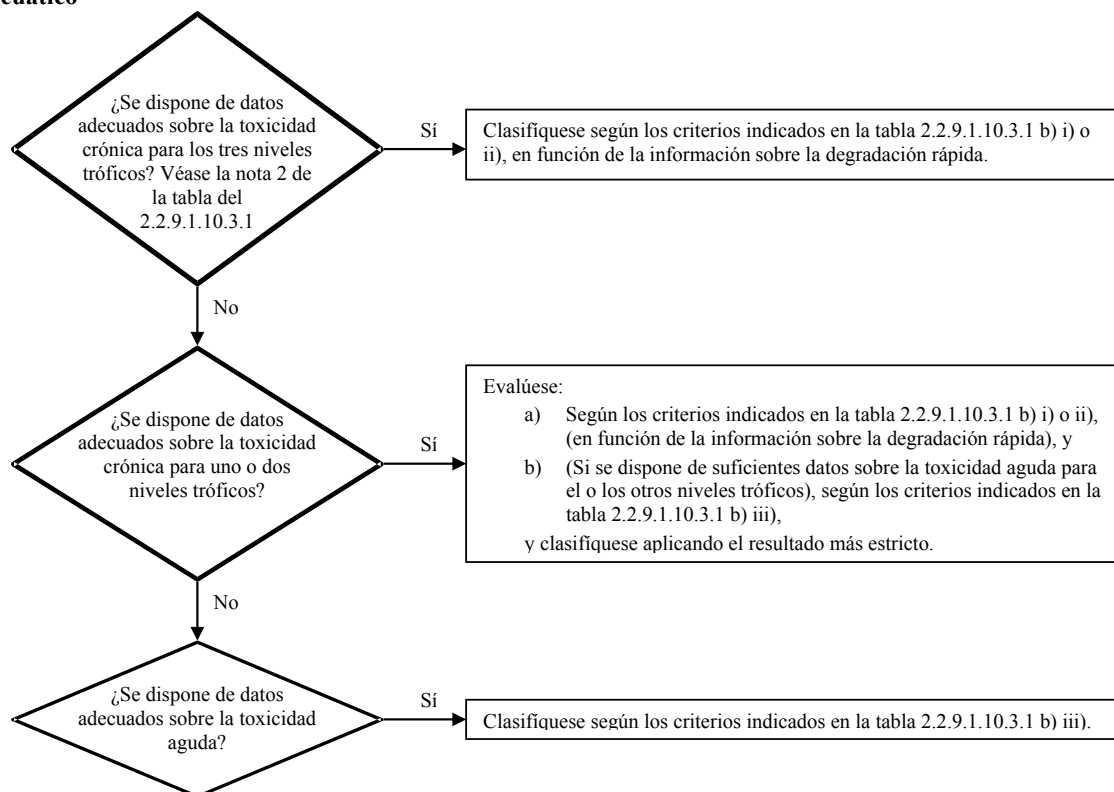 ¿Se dispone de datos
adecuados sobre la toxicidad
crónica para los tres niveles
tróficos? Véase la nota 2 de
la tabla del
2.2.9.1.10.3.1
Sí
Clasifíquese según los criterios indicados en la tabla 2.2.9.1.10.3.1 b) i) o
ii), en función de la información sobre la degradación rápida.
No
¿Se dispone de datos
adecuados sobre la toxicidad
crónica para uno o dos
niveles tróficos?
Sí
Evalúese:
a) Según los criterios indicados en la tabla 2.2.9.1.10.3.1 b) i) o ii),
(en función de la información sobre la degradación rápida), y
b) (Si se dispone de suficientes datos sobre la toxicidad aguda para
el o los otros niveles tróficos), según los criterios indicados en la
tabla 2.2.9.1.10.3.1 b) iii),
y clasifíquese aplicando el resultado más estricto.
No
¿Se dispone de datos
adecuados sobre la toxicidad
aguda?
Sí
Clasifíquese según los criterios indicados en la tabla 2.2.9.1.10.3.1 b) iii).